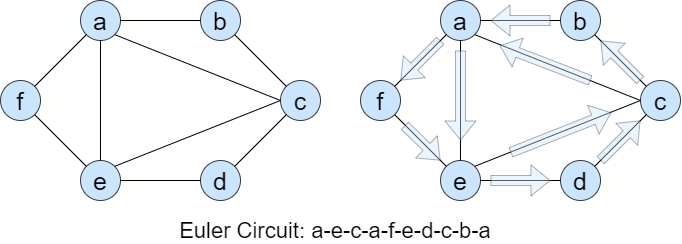 a b
a b
f c
f c
e d
e d
Euler Circuit: a-e-c-a-f-e-d-c-b-a